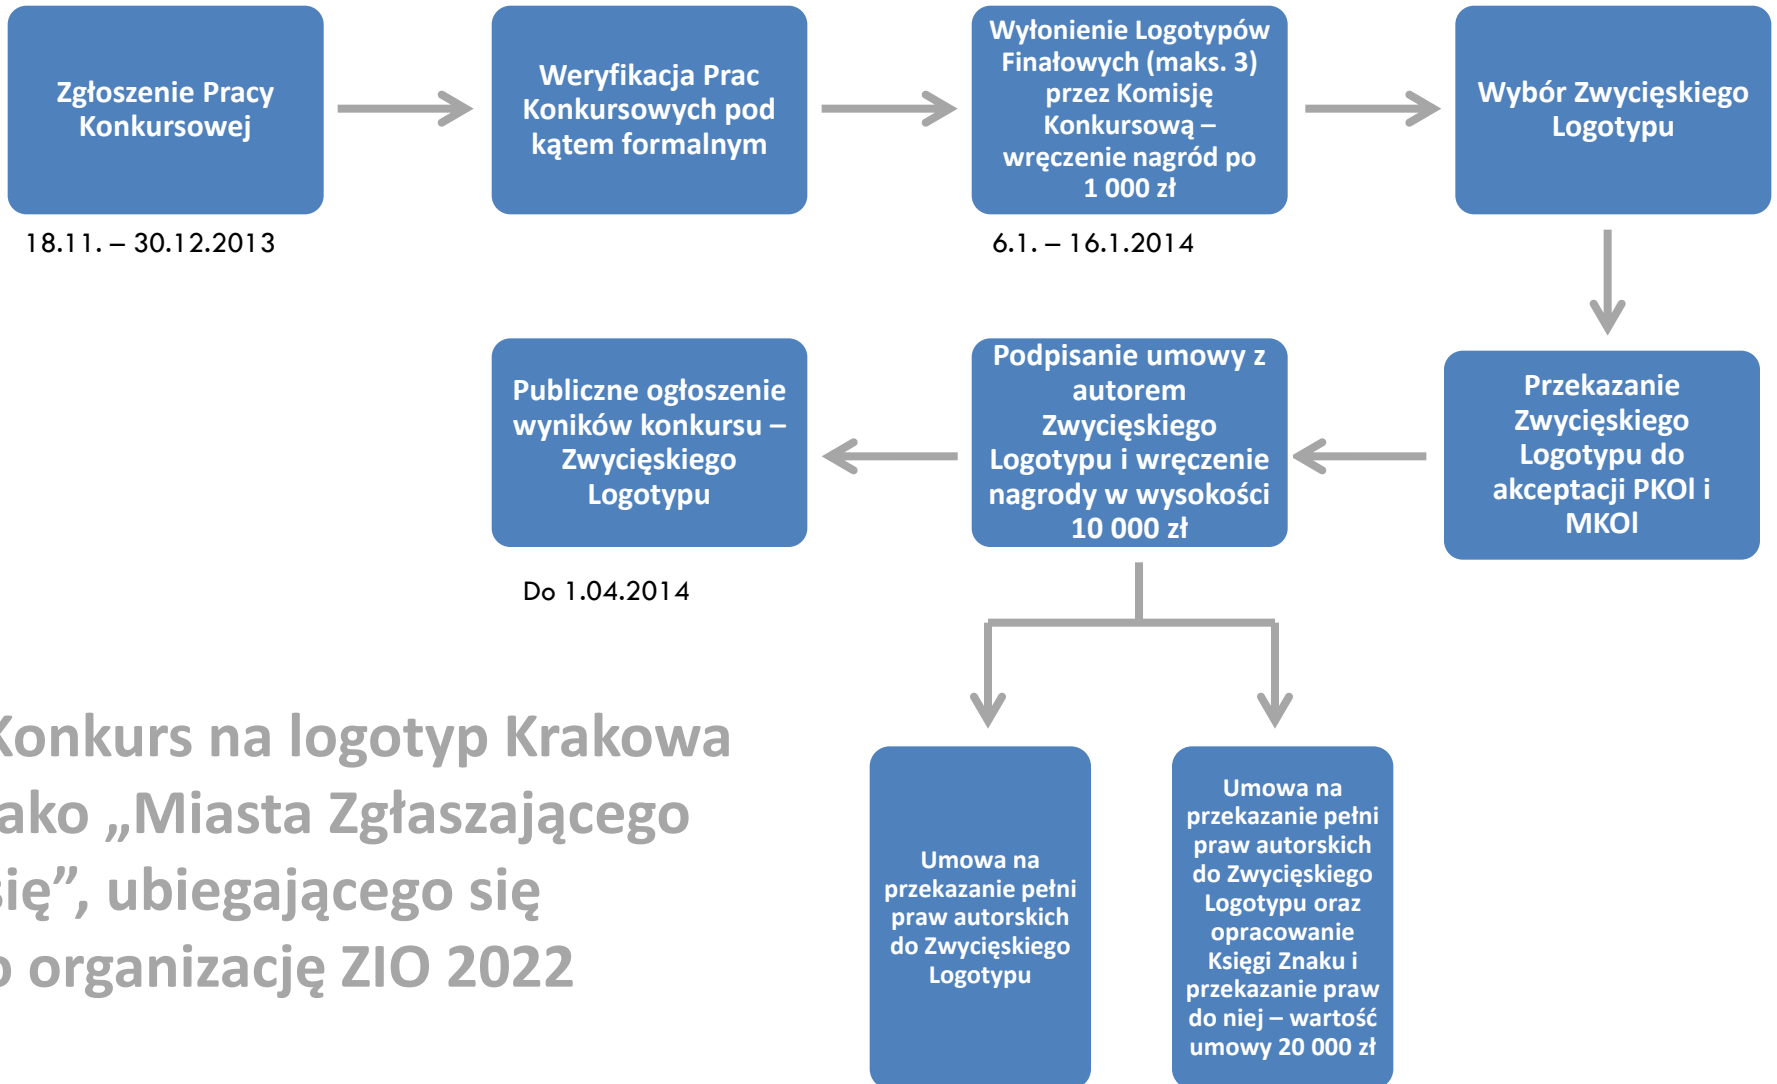 Zgłoszenie Pracy
Konkursowej
18.11. – 30.12.2013
Weryfikacja Prac
Konkursowych pod
kątem formalnym
Wyłonienie Logotypów
Finałowych (maks. 3)
przez Komisję
Konkursową –
wręczenie nagród po
1 000 zł
6.1. – 16.1.2014
Wybór Zwycięskiego
Logotypu
Przekazanie
Zwycięskiego
Logotypu do
akceptacji PKOl i
MKOl
Podpisanie umowy z
autorem
Zwycięskiego
Logotypu i wręczenie
nagrody w wysokości
10 000 zł
Publiczne ogłoszenie
wyników konkursu –
Zwycięskiego
Logotypu
Do 1.04.2014
Umowa na
przekazanie pełni
praw autorskich
do Zwycięskiego
Logotypu
Umowa na
przekazanie pełni
praw autorskich
do Zwycięskiego
Logotypu oraz
opracowanie
Księgi Znaku i
przekazanie praw
do niej – wartość
umowy 20 000 zł
Konkurs na logotyp Krakowa
ako „Miasta Zgłaszającego
się”, ubiegającego się
o organizację ZIO 2022